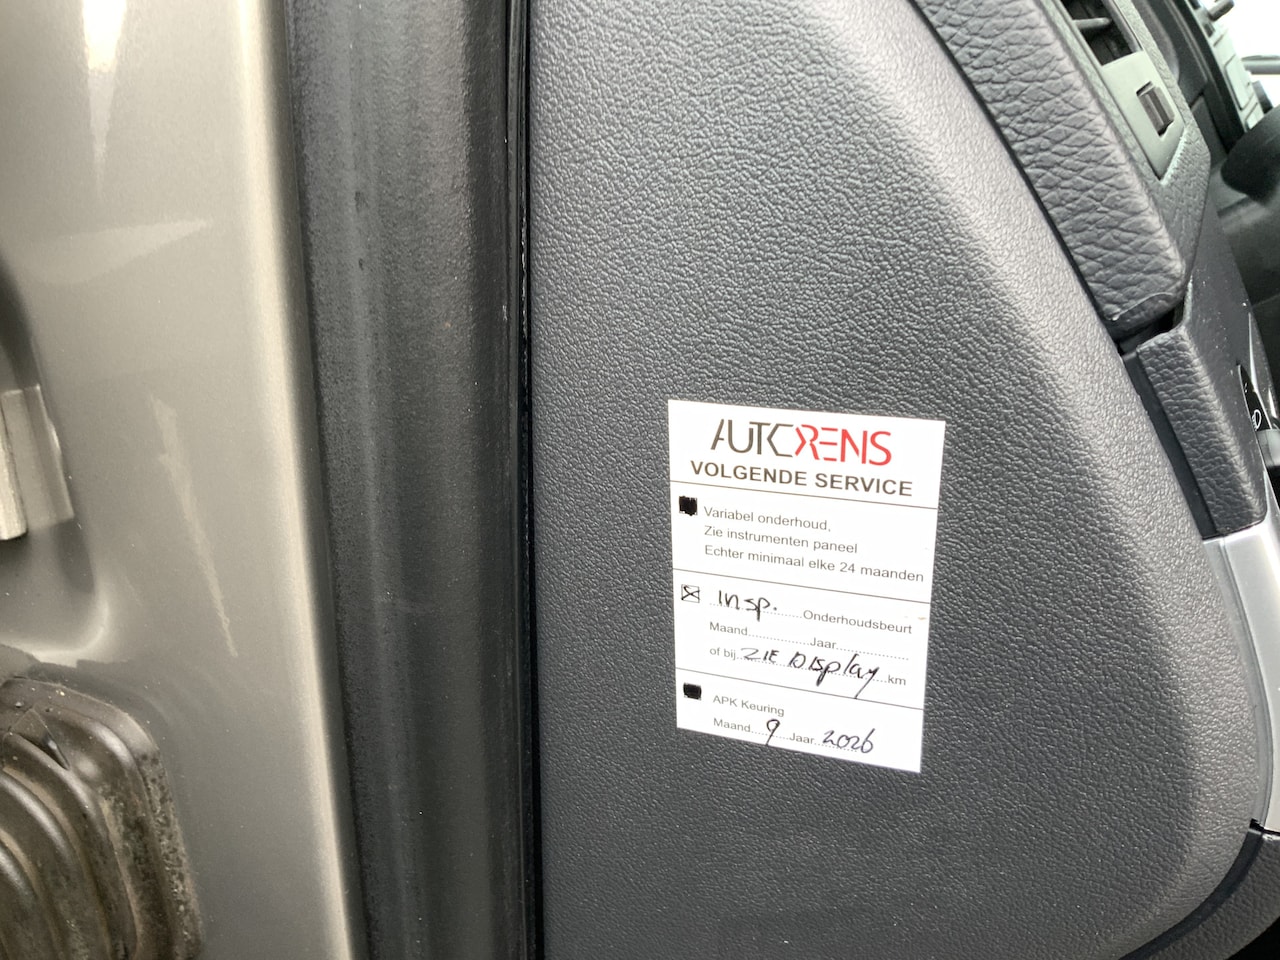 AUTORENS
VOLGENDE SERVICE
Variabel onderhoud,
Zie instrumenten paneel
Echter minimaal elke 24 maanden
Insp. Onderhoudsbeurt
Maand............Jaar................
of bij ZIE Display km
APK Keuring
Maand 9 Jaar 2026